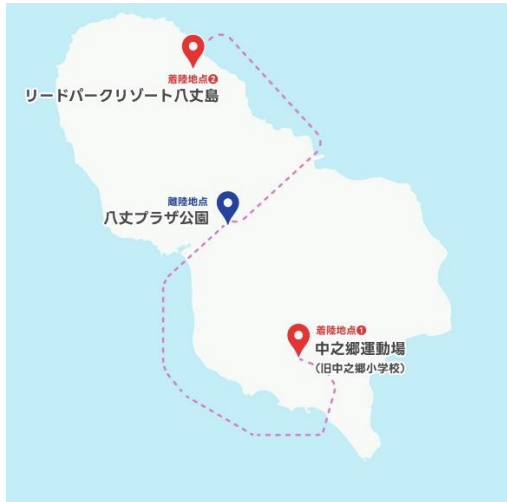 着陸地点❷
リードパークリゾート八丈島
離陸地点
八丈プラザ公園
着陸地点❶
中之郷運動場
（旧中之郷小学校）